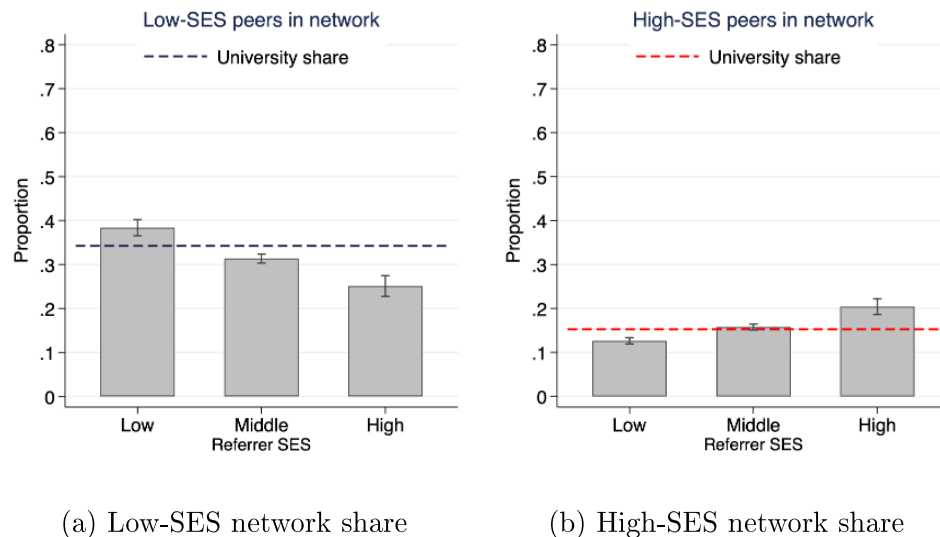 Low-SES peers in network
University share
.8
.7
.6
.5
.4
.3
.2
.1
0
Proportion
Low Middle High
Referrer SES
(a) Low-SES network share
High-SES peers in network
University share
.8
.7
.6
.5
.4
.3
.2
.1
0
Proportion
Low Middle High
Referrer SES
(b) High-SES network share